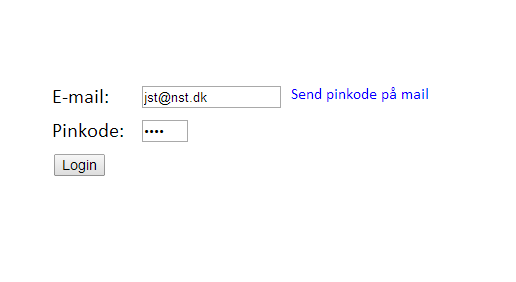 E-mail: jst@nst.dk Send pinkode på mail
Pinkode: ••••
Login